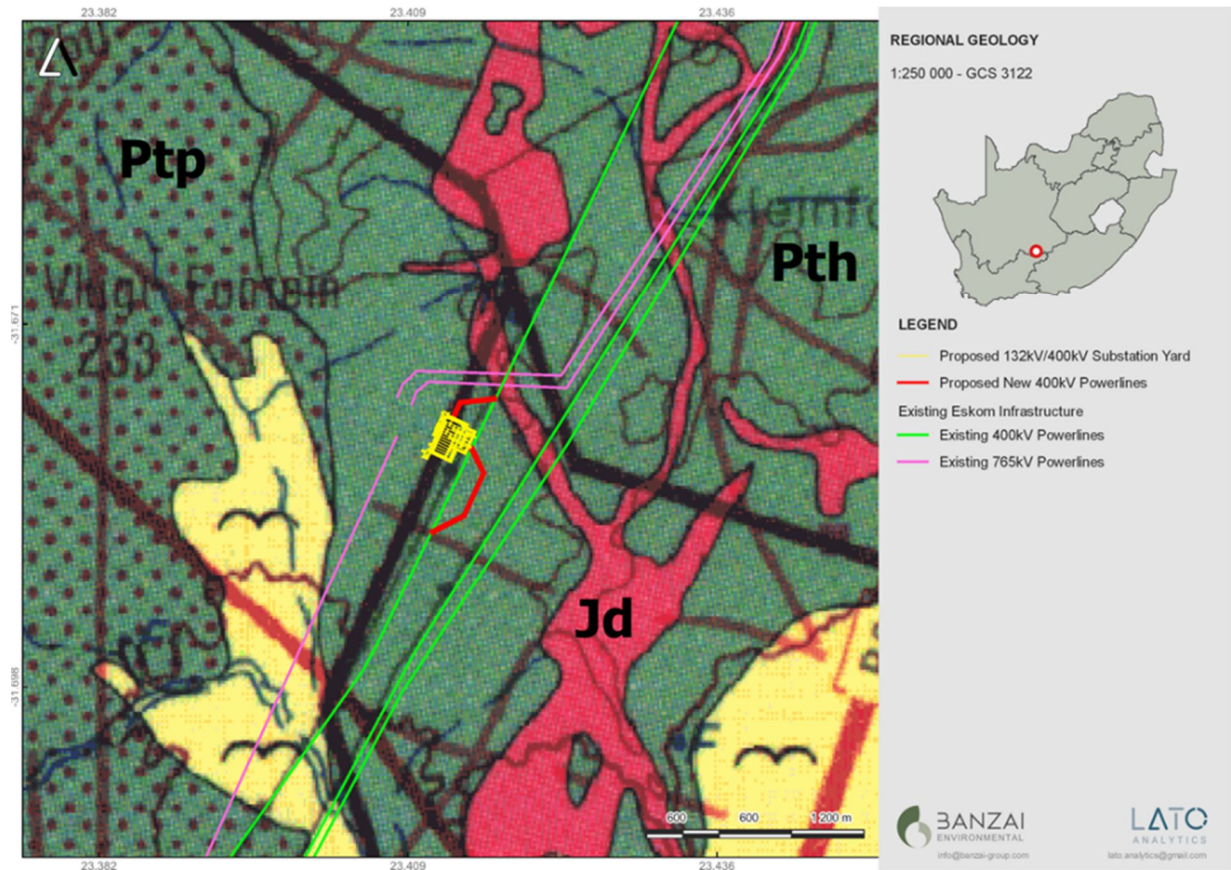 23.382
23.409
23.436
REGIONAL GEOLOGY
1:250 000 - GCS 3122
Ptp
Pth
233
-31.671
-31.698
Jd
LEGEND
Proposed 132kV/400kV Substation Yard
Proposed New 400kV Powerlines
Existing Eskom Infrastructure
Existing 400kV Powerlines
Existing 765kV Powerlines
600
600
1 200 m
BANZAI
ENVIRONMENTAL
info@banzai-group.com
LATO
ANALYTICS
lato.analytics@gmail.com
23.382
23.409
23.436